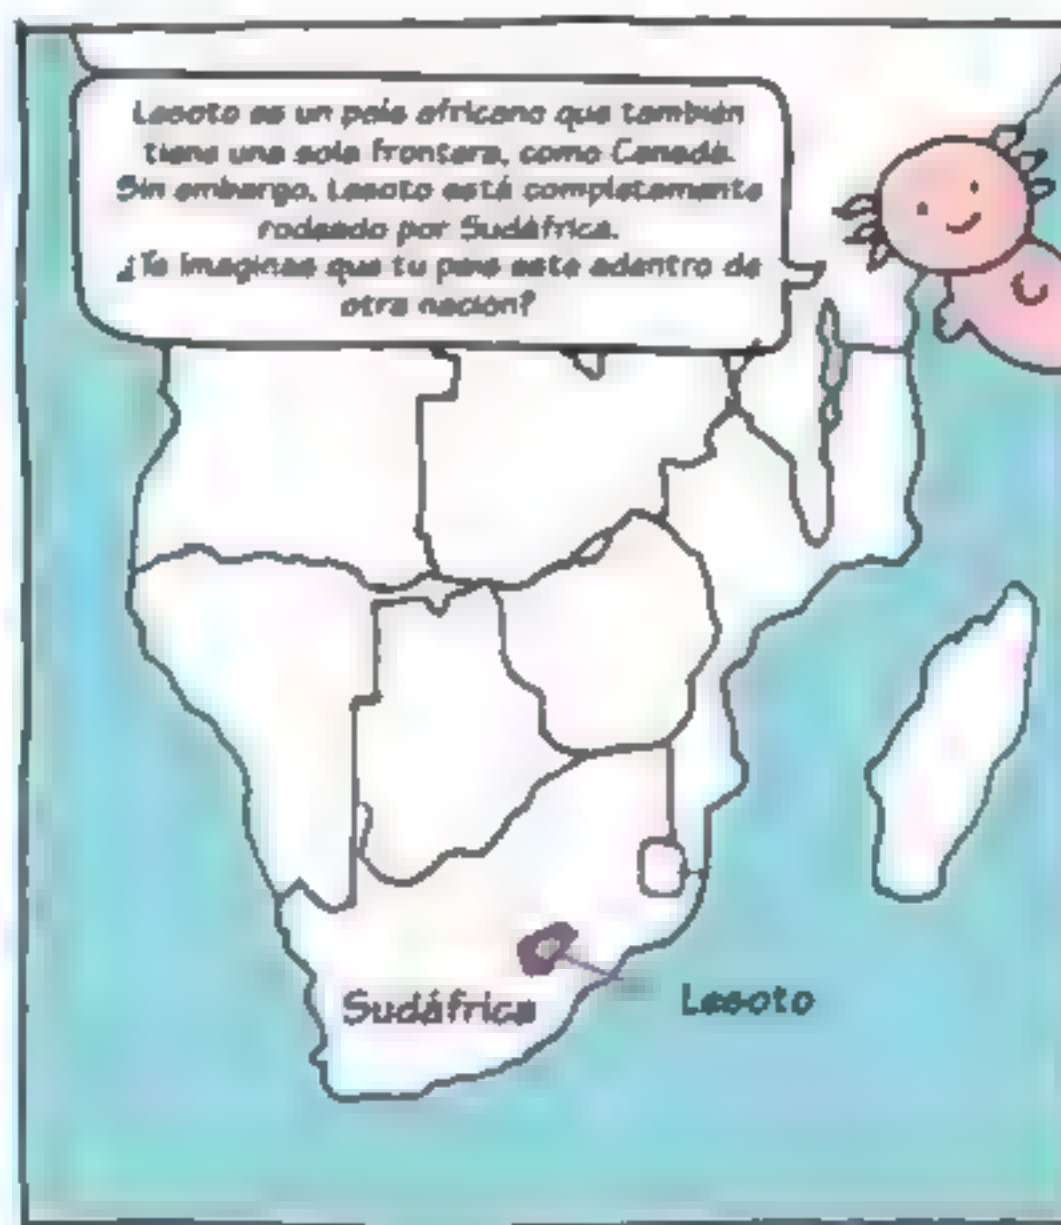 Lesoto es un país africano que también
tiene una sola frontera, como Canadá.
Sin embargo, Lesoto está completamente
rodeado por Sudáfrica.
¿Te imaginas que tu país este adentro de
otra nación?
Sudáfrica
Lesoto